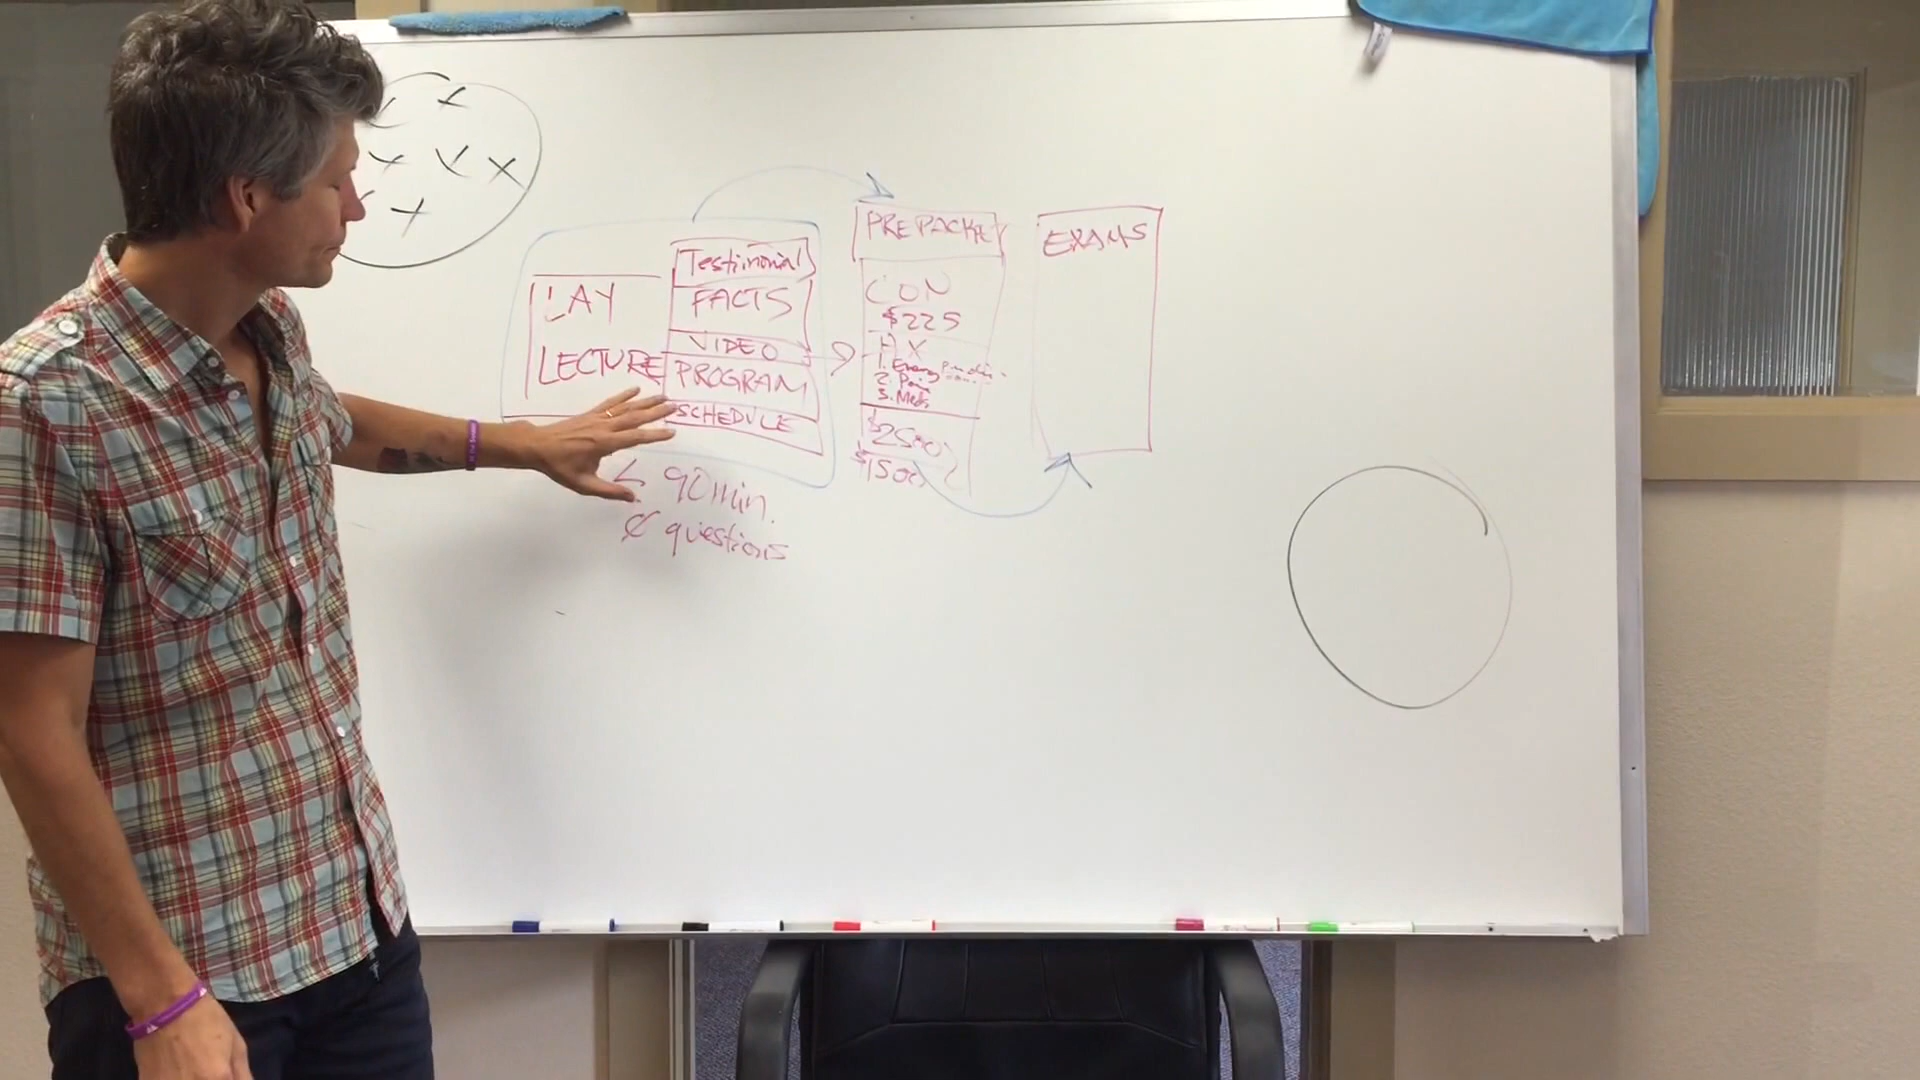 LAY
LECTURE
Testimonial
FACTS
VIDEO
PROGRAM
SCHEDULE
< 90min.
questions
PREPACKE
CON
$225
HX
1. Energy
2. Pain
3. Meds
$2500
$1500
EXAMS